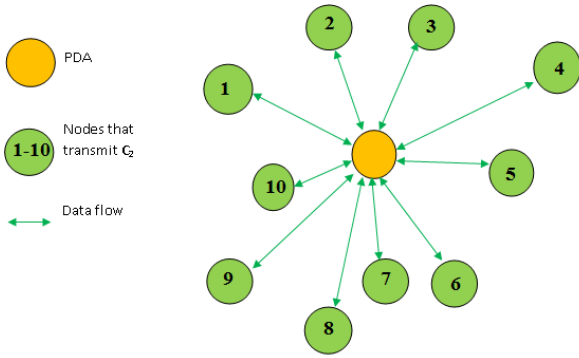 PDA
1-10
Nodes that
transmit C₂
Data flow
2
3
4
1
5
10
9
7
6
8